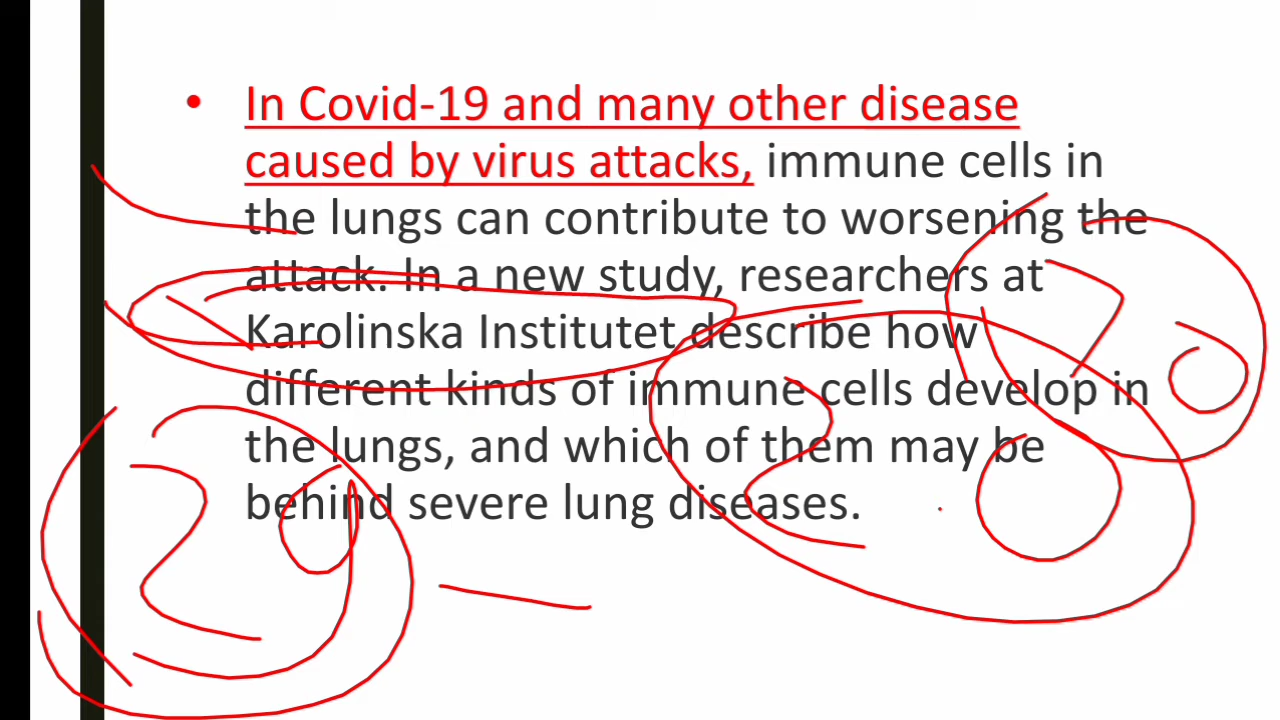 • In Covid-19 and many other disease
caused by virus attacks, immune cells in
the lungs can contribute to worsening the
attack. In a new study, researchers at
Karolinska Institutet describe how
different kinds of immune cells develop in
the lungs, and which of them may be
behind severe lung diseases.
29
20